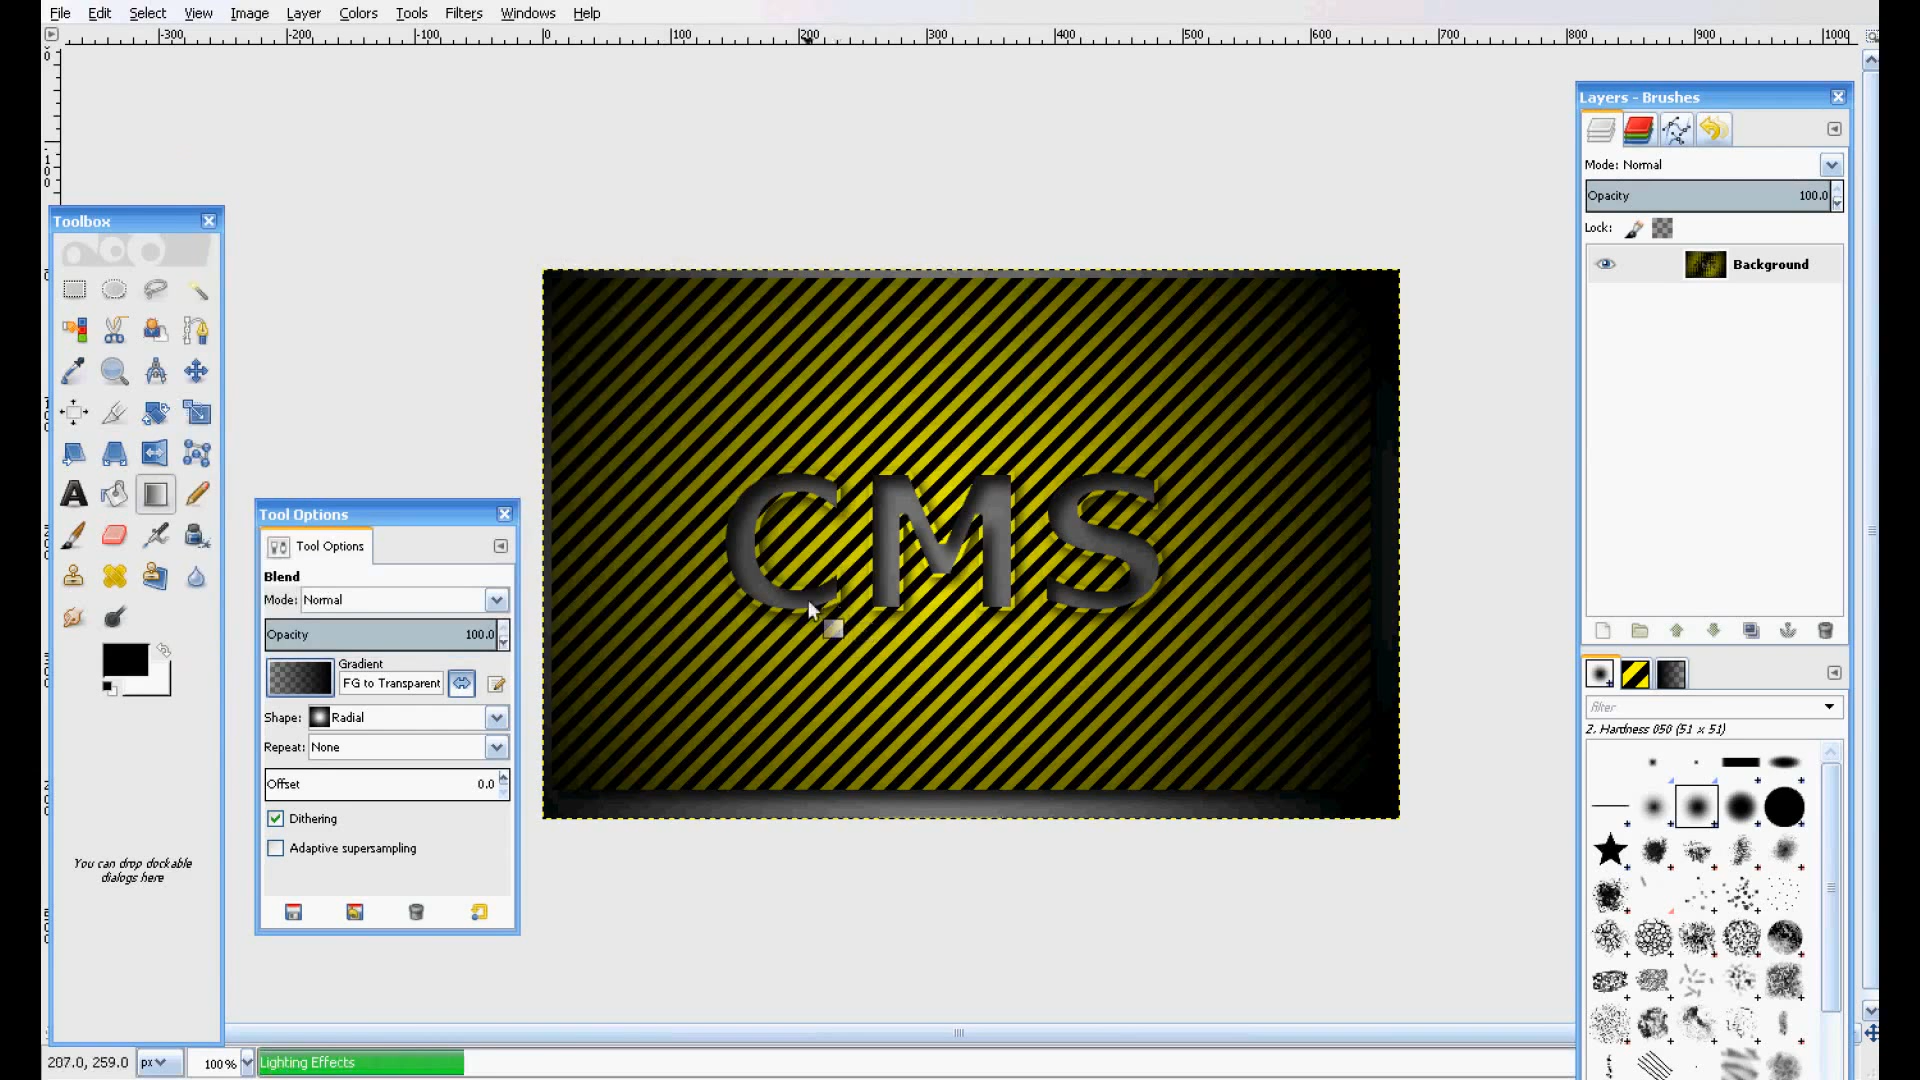 File Edit Select View Image Layer Colors Tools Filters Windows Help
-300 -200 -100 0 100 200 300 400 500 600 700 800 900 1000
Layers - Brushes
Mode: Normal
Opacity 100.0
Lock:
Background
Toolbox
CMS
Tool Options
Tool Options
Blend
Mode: Normal
Opacity 100.0
Gradient
FG to Transparent
Shape: Radial
Repeat: None
Offset 0.0
Dithering
Adaptive supersampling
filter
2. Hardness 050 (51 x 51)
You can drop dockable
dialogs here
207.0, 259.0 px 100% Lighting Effects